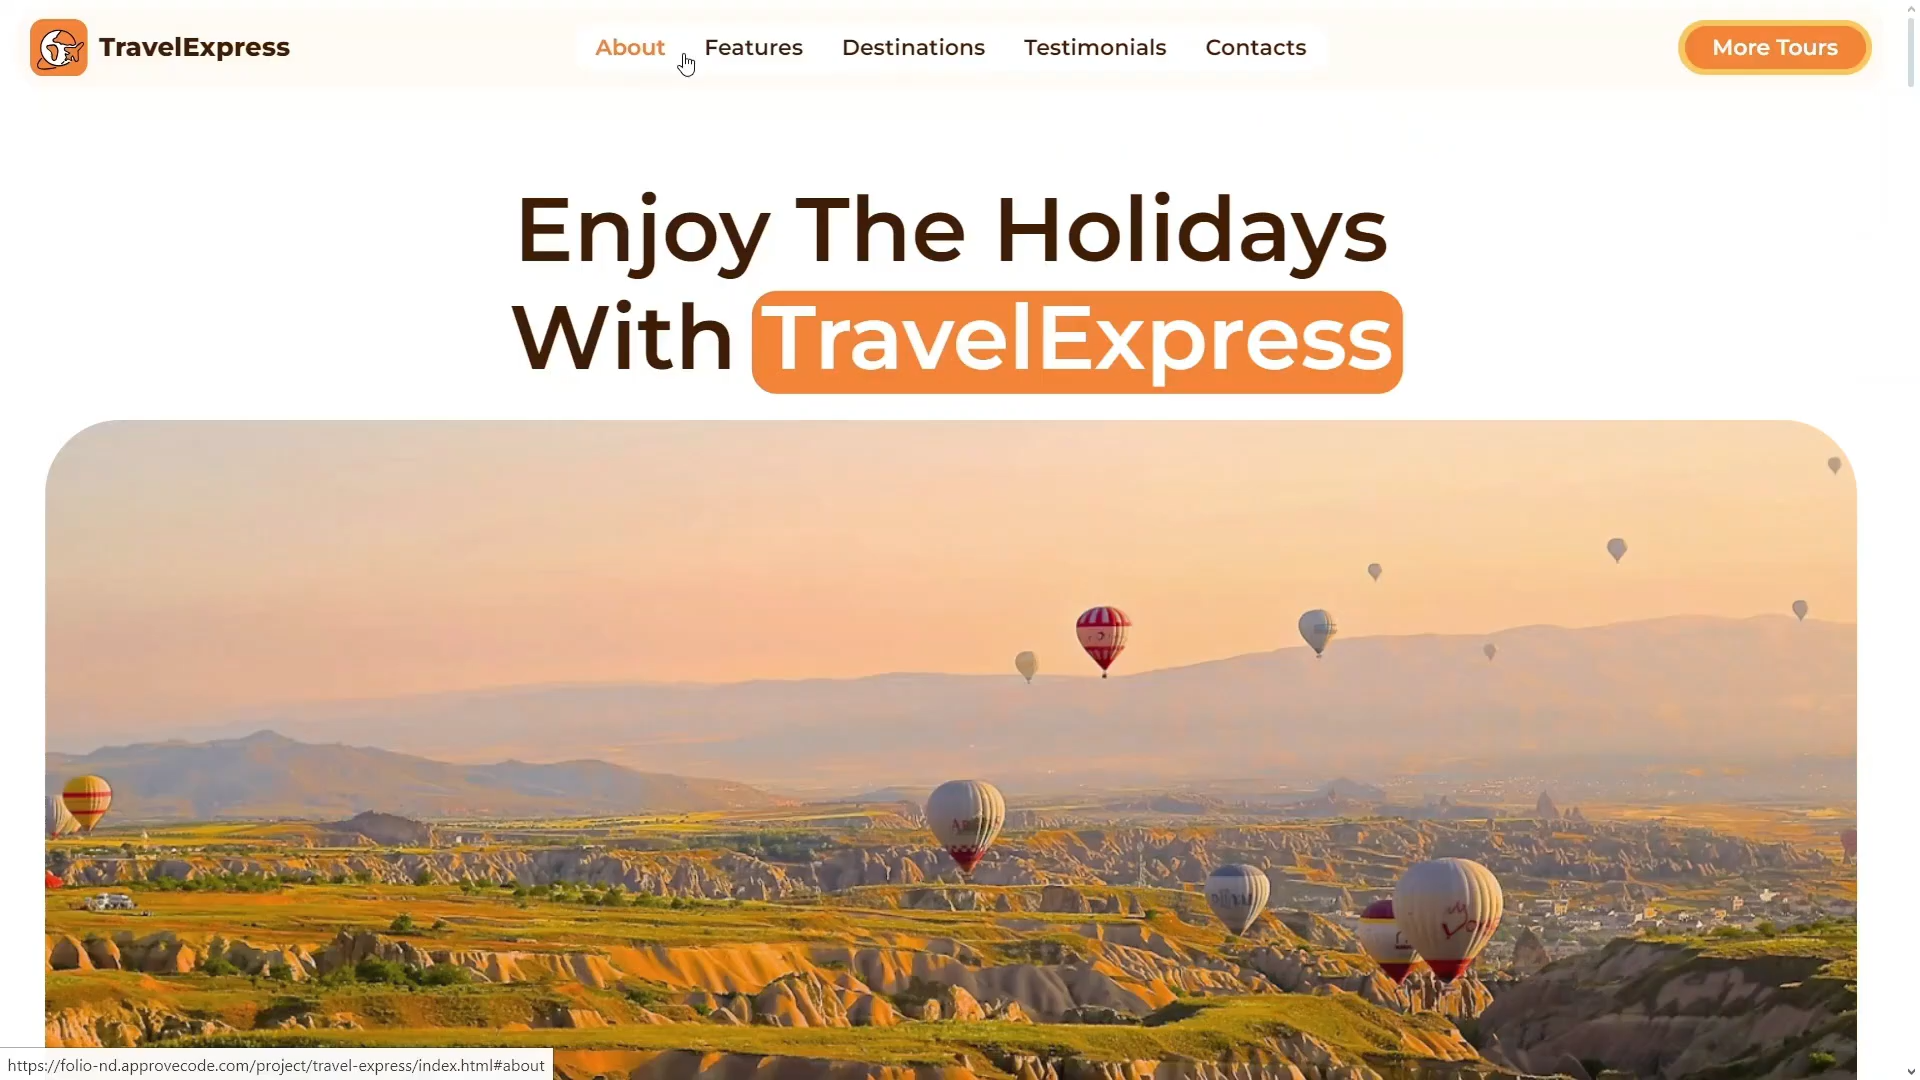 TravelExpress
About Features Destinations Testimonials Contacts
More Tours
Enjoy The Holidays
With TravelExpress
https://folio-nd.approvecode.com/project/travel-express/index.html#about